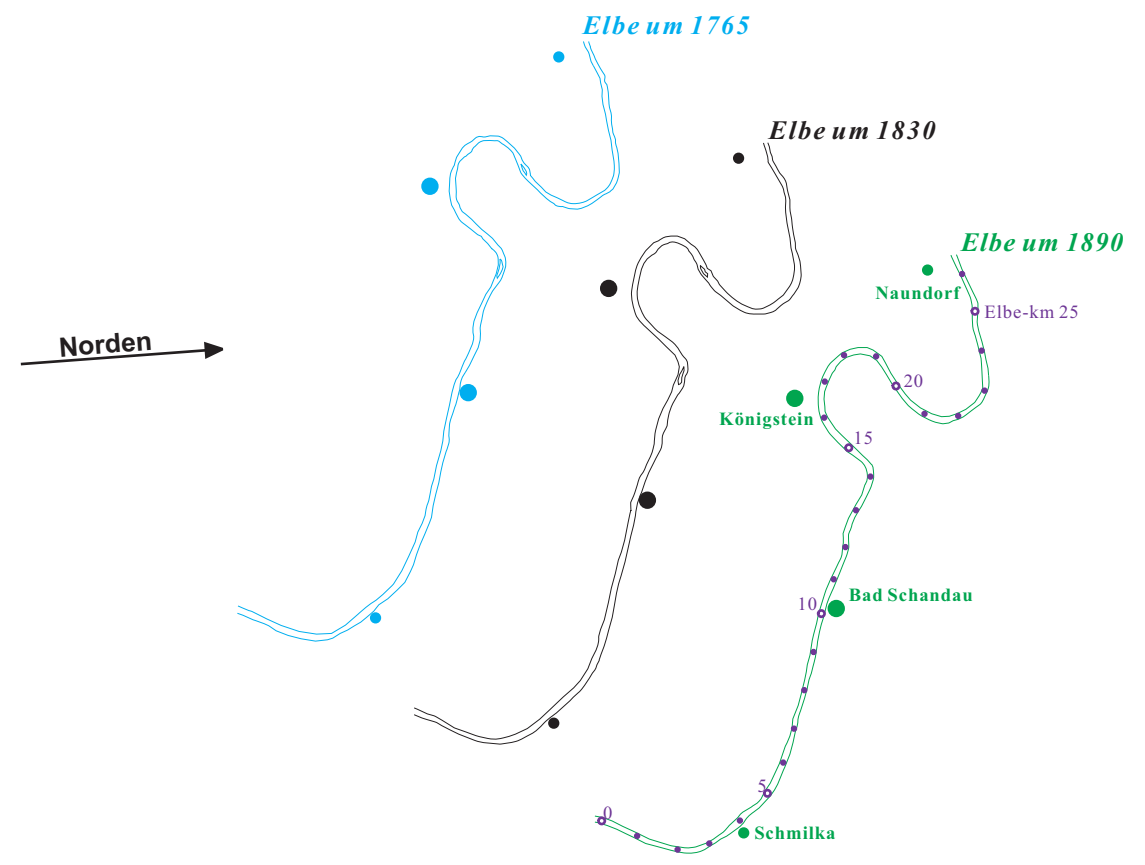 Elbe um 1765
Elbe um 1830
Elbe um 1890
Naundorf
Elbe-km 25
Norden
20
Königstein
15
Bad Schandau
10
5
0
Schmilka